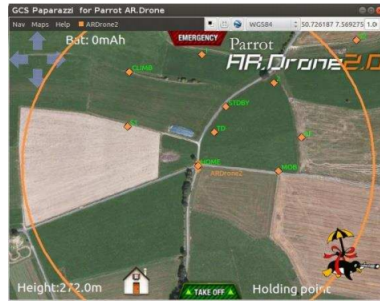 GCS Paparazzi for Parrot AR.Drone
Nav Maps Help ARDrone2 WGS84 50.726187 7.569275 1.0
Bat: 0mAh
EMERGENCY
Parrot
AR.Drone2.0
CLIMB
STDBY
TD
HOME
ARDrone2
MOB
Height:272.0m
TAKE OFF
Holding point